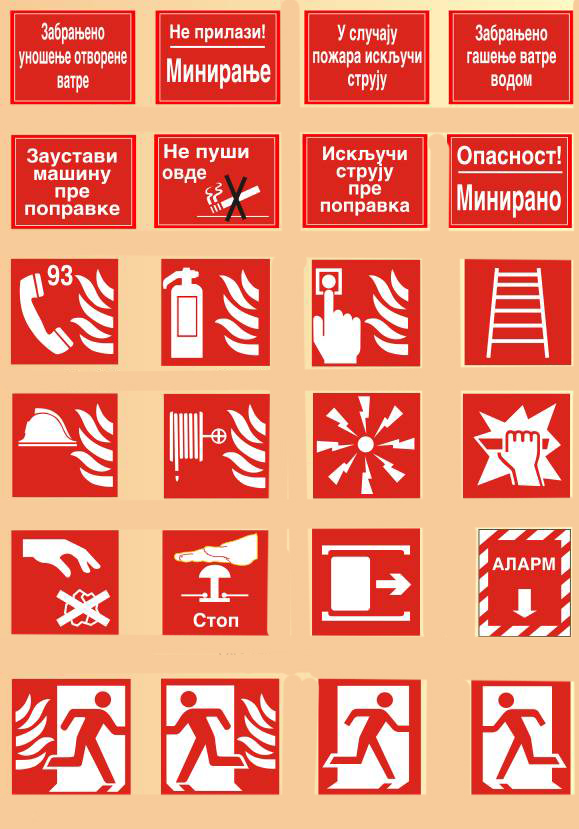 Забрањено
уношење отворене
ватре
Не прилази!
Минирање
У случају
пожара искључи
струју
Забрањено
гашење ватре
водом
Заустави
машину
пре
поправке
Не пуши
овде
Искључи
струју
пре
поправка
Опасност!
Минирано
93
Стоп
АЛАРМ